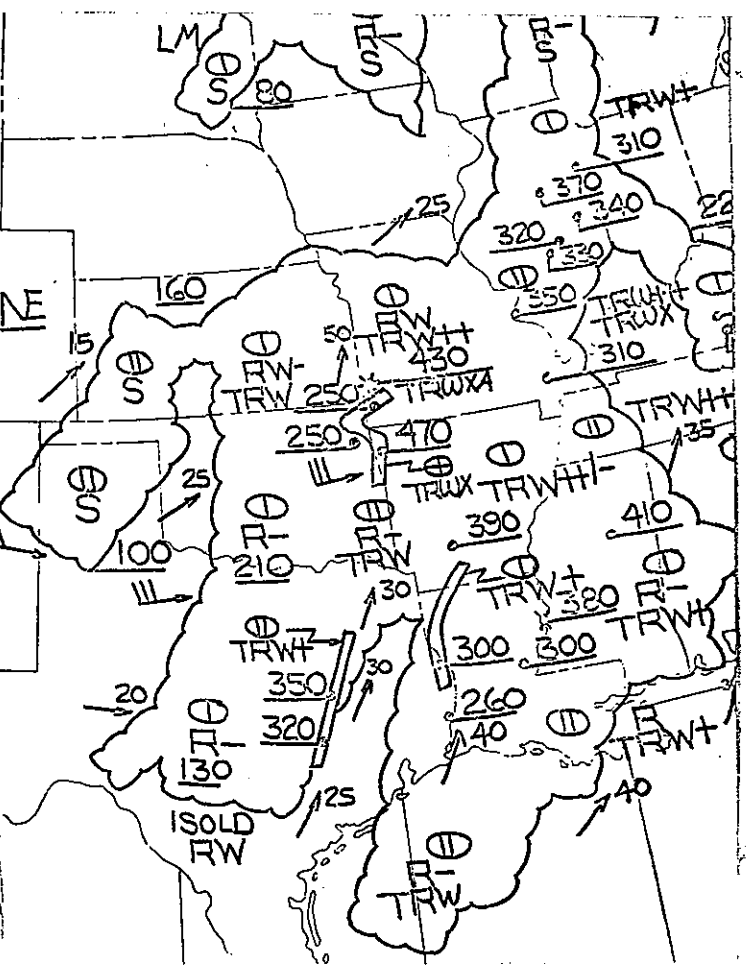 LM
R-
S
R-
S
S
80
TRW+
310
370
340
25
22
320
330
160
350
NE
RW
TRW++
TRW++
TRWX
15
50
RW-
TRW
430
310
S
TRWXA
250
TRW++
250
470
35
TRWX
TRW++
S
25
R-
R+
TRW
390
410
100
210
30
TRW+
380
R-
TRW+
TRW+
300
300
30
350
20
260
R-
320
40
R
TRW+
130
25
40
ISOLD
RW
R-
TRW